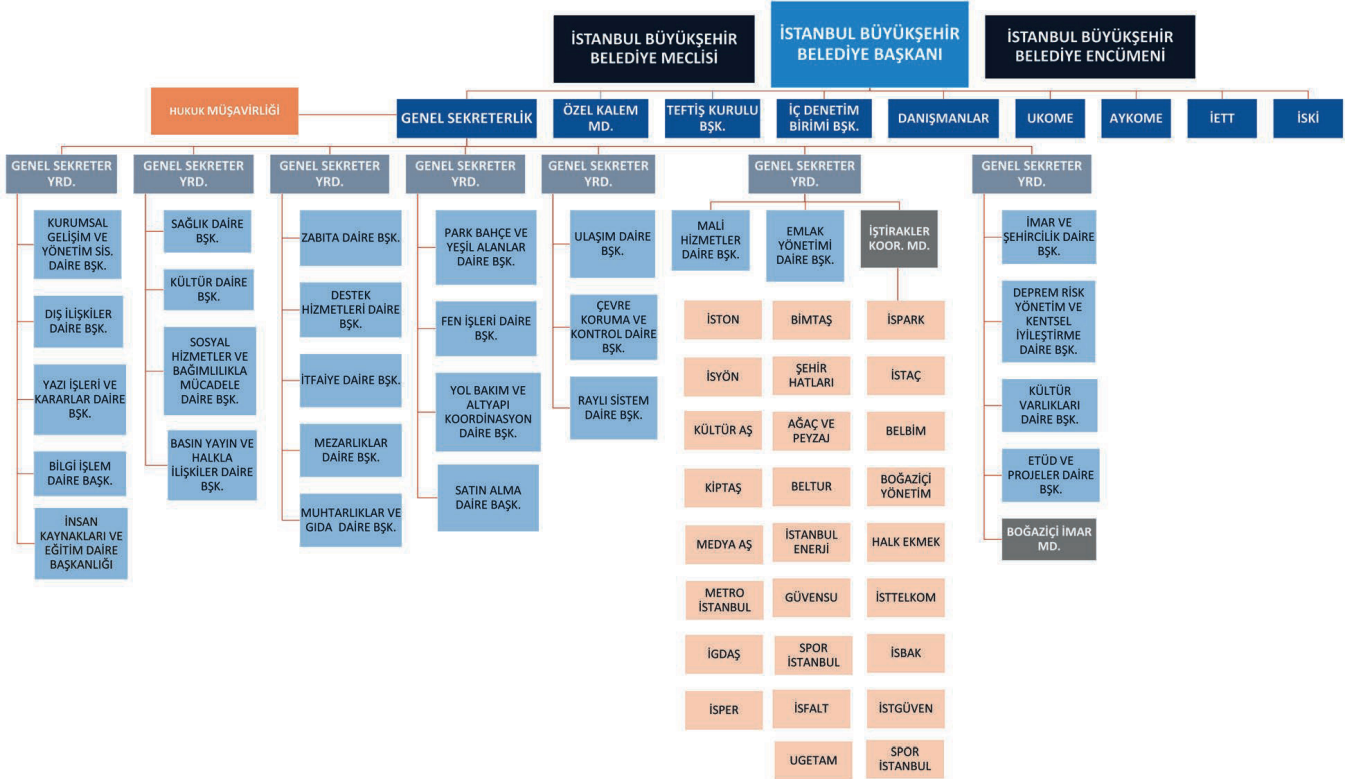 İSTANBUL BÜYÜKŞEHİR
BELEDİYE MECLİSİ
İSTANBUL BÜYÜKŞEHİR
BELEDİYE BAŞKANI
İSTANBUL BÜYÜKŞEHİR
BELEDİYE ENCÜMENİ
HUKUK MÜŞAVİRLİĞİ
GENEL SEKRETERLİK
ÖZEL KALEM
MD.
TEFTİŞ KURULU
BŞK.
İÇ DENETİM
BİRİMİ BŞK.
DANIŞMANLAR
UKOME
AYKOME
İETT
İSKİ
GENEL SEKRETER
YRD.
KURUMSAL
GELİŞİM VE
YÖNETİM SİS.
DAİRE BŞK.
DIŞ İLİŞKİLER
DAİRE BŞK.
YAZI İŞLERİ VE
KARARLAR DAİRE
BŞK.
BİLGİ İŞLEM
DAİRE BAŞK.
İNSAN
KAYNAKLARI VE
EĞİTİM DAİRE
BAŞKANLIĞI
GENEL SEKRETER
YRD.
SAĞLIK DAİRE
BŞK.
KÜLTÜR DAİRE
BŞK.
SOSYAL
HİZMETLER VE
BAĞIMLILIKLA
MÜCADELE
DAİRE BŞK.
BASIN YAYIN VE
HALKLA
İLİŞKİLER DAİRE
BŞK.
GENEL SEKRETER
YRD.
ZABITA DAİRE BŞK.
DESTEK
HİZMETLERİ DAİRE
BŞK.
İTFAİYE DAİRE BŞK.
MEZARLIKLAR
DAİRE BŞK.
MUHTARLIKLAR VE
GIDA DAİRE BŞK.
GENEL SEKRETER
YRD.
PARK BAHÇE VE
YEŞİL ALANLAR
DAİRE BŞK.
FEN İŞLERİ DAİRE
BŞK.
YOL BAKIM VE
ALTYAPI
KOORDİNASYON
DAİRE BŞK.
SATIN ALMA
DAİRE BAŞK.
GENEL SEKRETER
YRD.
ULAŞIM DAİRE
BŞK.
ÇEVRE
KORUMA VE
KONTROL DAİRE
BŞK.
RAYLI SİSTEM
DAİRE BŞK.
GENEL SEKRETER
YRD.
MALİ
HİZMETLER
DAİRE BŞK.
EMLAK
YÖNETİMİ
DAİRE BŞK.
İŞTİRAKLER
KOOR. MD.
İSTON
BİMTAŞ
İSPARK
İSYÖN
ŞEHİR
HATLARI
İSTAÇ
KÜLTÜR AŞ
AĞAÇ VE
PEYZAJ
BELBİM
KİPTAŞ
BELTUR
BOĞAZİÇİ
YÖNETİM
MEDYA AŞ
İSTANBUL
ENERJİ
HALK EKMEK
METRO
İSTANBUL
GÜVENSU
İSTTELKOM
İGDAŞ
SPOR
İSTANBUL
İSBAK
İSPER
İSFALT
İSTGÜVEN
UGETAM
SPOR
İSTANBUL
GENEL SEKRETER
YRD.
İMAR VE
ŞEHİRCİLİK DAİRE
BŞK.
DEPREM RİSK
YÖNETİM VE
KENTSEL
İYİLEŞTİRME
DAİRE BŞK.
KÜLTÜR
VARLIKLARI
DAİRE BŞK.
ETÜD VE
PROJELER DAİRE
BŞK.
BOĞAZİÇİ İMAR
MD.